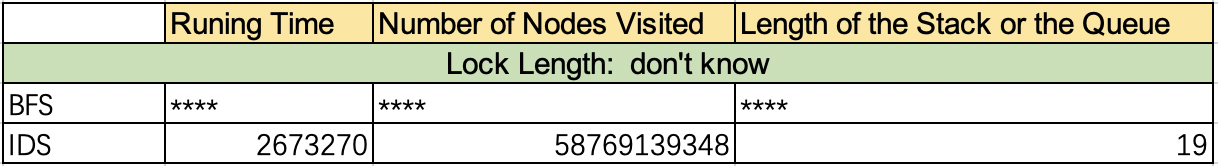 Runing Time Number of Nodes Visited Length of the Stack or the Queue
Lock Length: don't know
BFS **** **** ****
IDS 2673270 58769139348 19